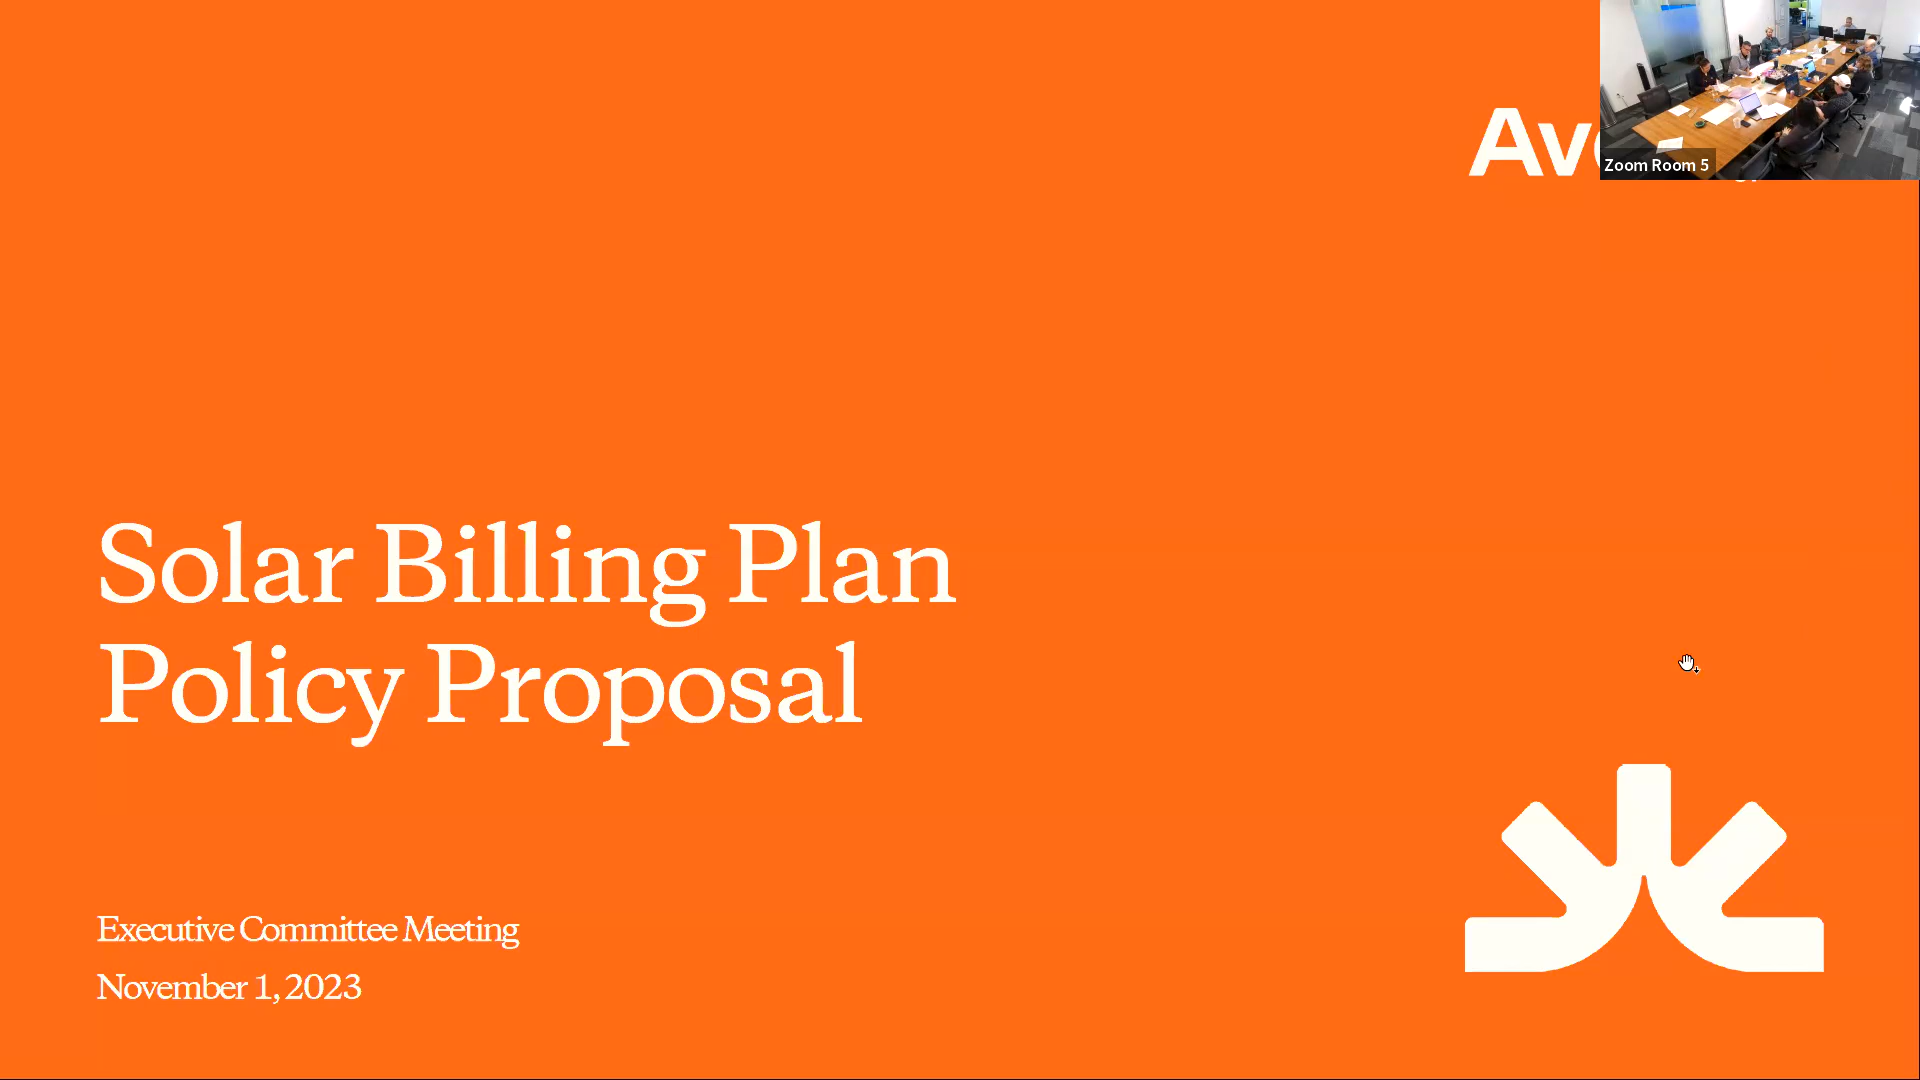 Zoom Room 5
Solar Billing Plan
Policy Proposal
Executive Committee Meeting
November 1, 2023